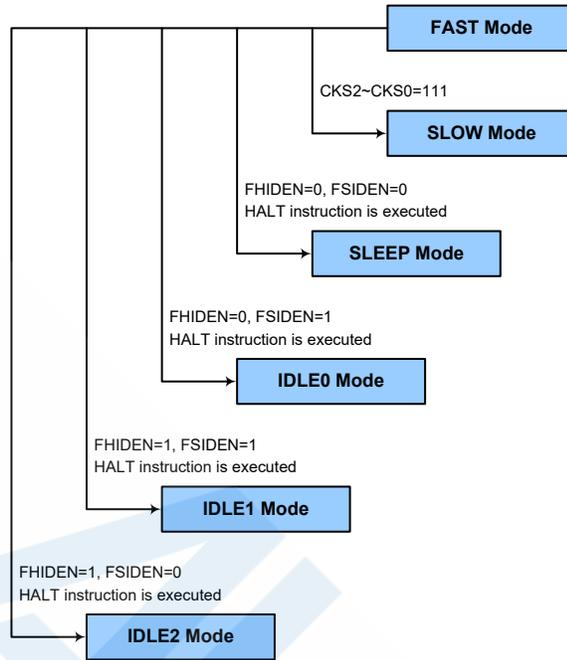 FAST Mode
CKS2~CKS0=111
SLOW Mode
FHIDEN=0, FSIDEN=0
HALT instruction is executed
SLEEP Mode
FHIDEN=0, FSIDEN=1
HALT instruction is executed
IDLE0 Mode
FHIDEN=1, FSIDEN=1
HALT instruction is executed
IDLE1 Mode
FHIDEN=1, FSIDEN=0
HALT instruction is executed
IDLE2 Mode